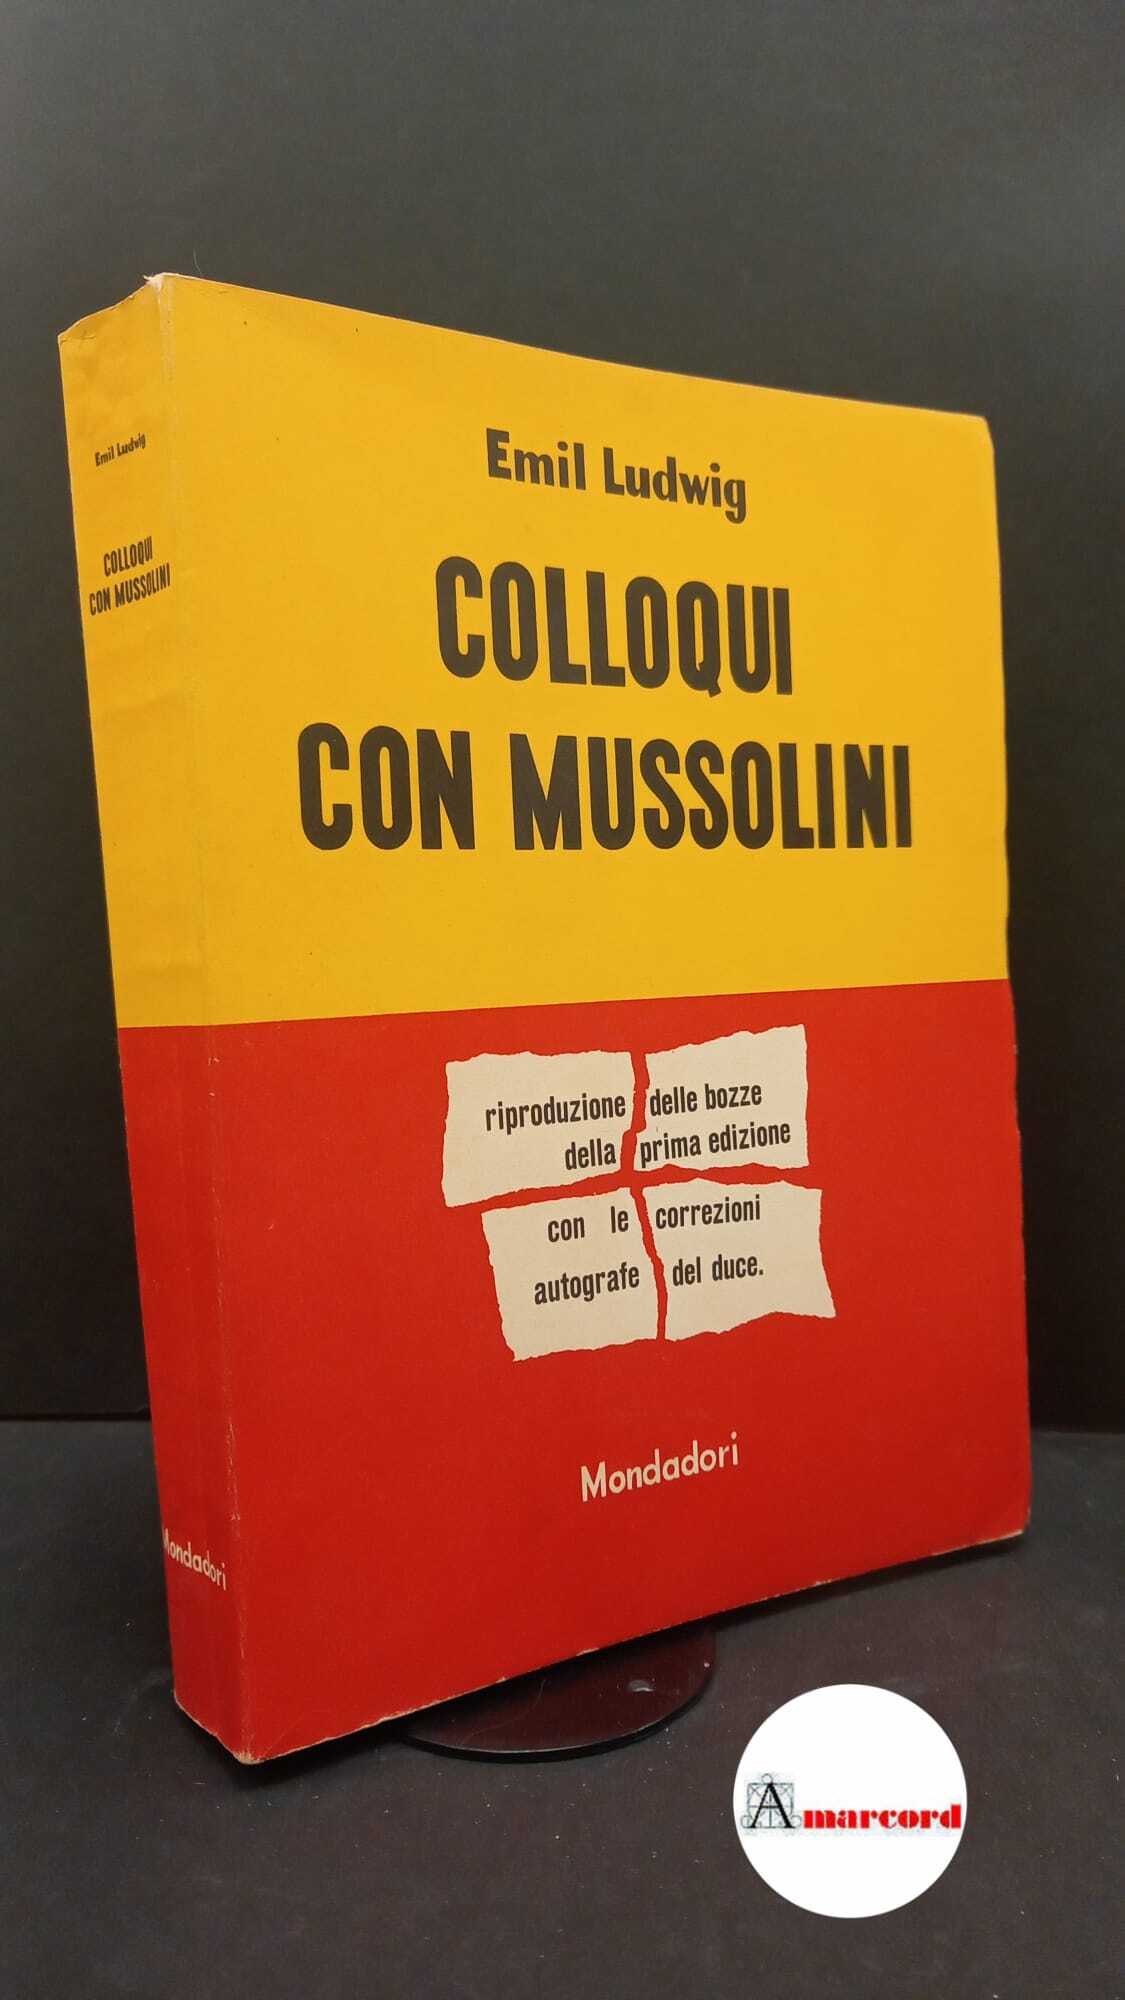 Emil Ludwig
COLLOQUI
CON MUSSOLINI
riproduzione delle bozze
della prima edizione
con le correzioni
autografe del duce.
Mondadori
Emil Ludwig
COLLOQUI
CON MUSSOLINI
Mondadori
Amarcord